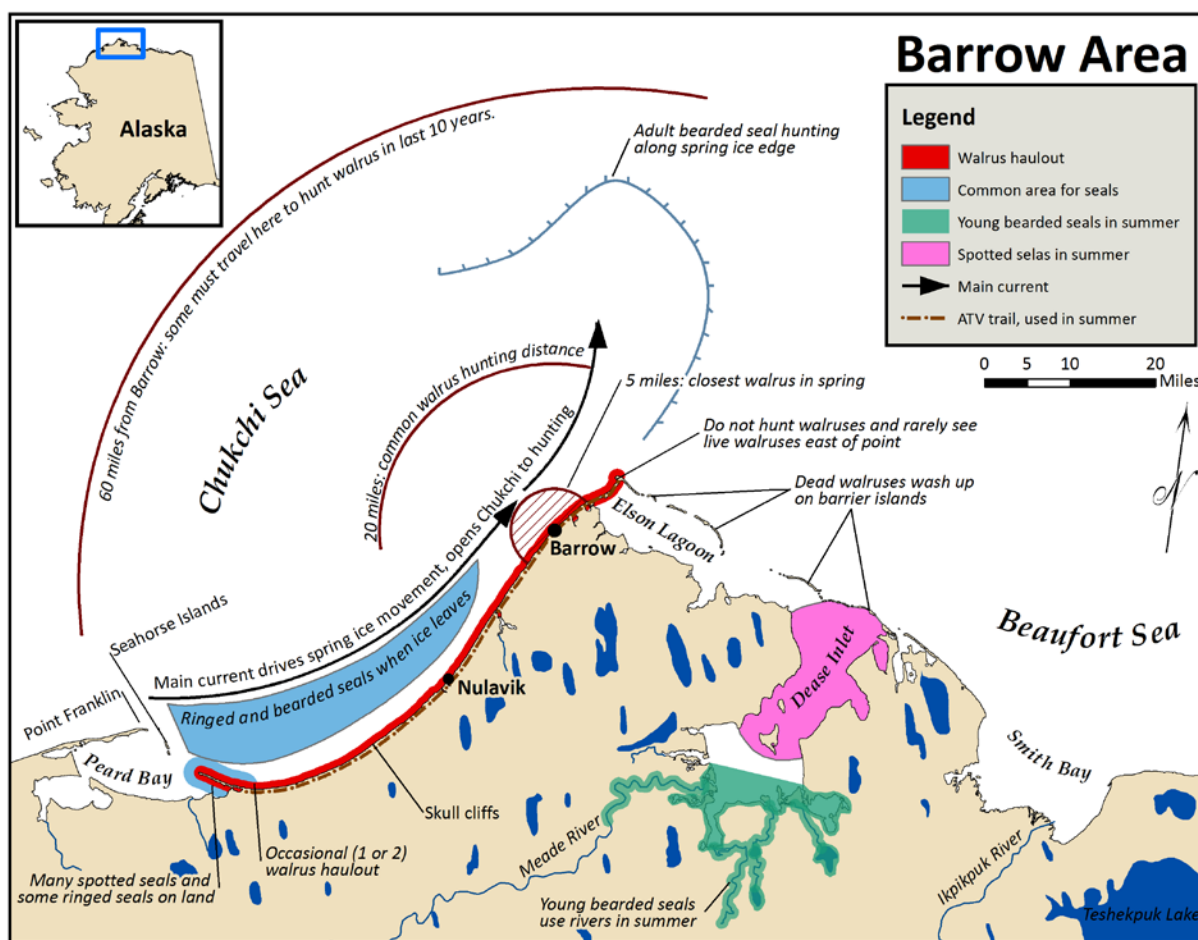 Barrow Area
Alaska
Legend
Walrus haulout
Common area for seals
Young bearded seals in summer
Spotted selas in summer
Main current
ATV trail, used in summer
0 5 10 20
Miles
60 miles from Barrow: some must travel here to hunt walrus in last 10 years.
Adult bearded seal hunting
along spring ice edge
Chukchi Sea
20 miles: common walrus hunting distance
5 miles: closest walrus in spring
Do not hunt walruses and rarely see
live walruses east of point
Dead walruses wash up
on barrier islands
Main current drives spring ice movement, opens Chukchi to hunting
Elson Lagoon
Barrow
Seahorse Islands
Ringed and bearded seals when ice leaves
Nulavik
Beaufort Sea
Dease Inlet
Point Franklin
Peard Bay
Smith Bay
Skull cliffs
Meade River
Ikpikpuk River
Occasional (1 or 2)
walrus haulout
Many spotted seals and
some ringed seals on land
Young bearded seals
use rivers in summer
Teshekpuk Lake